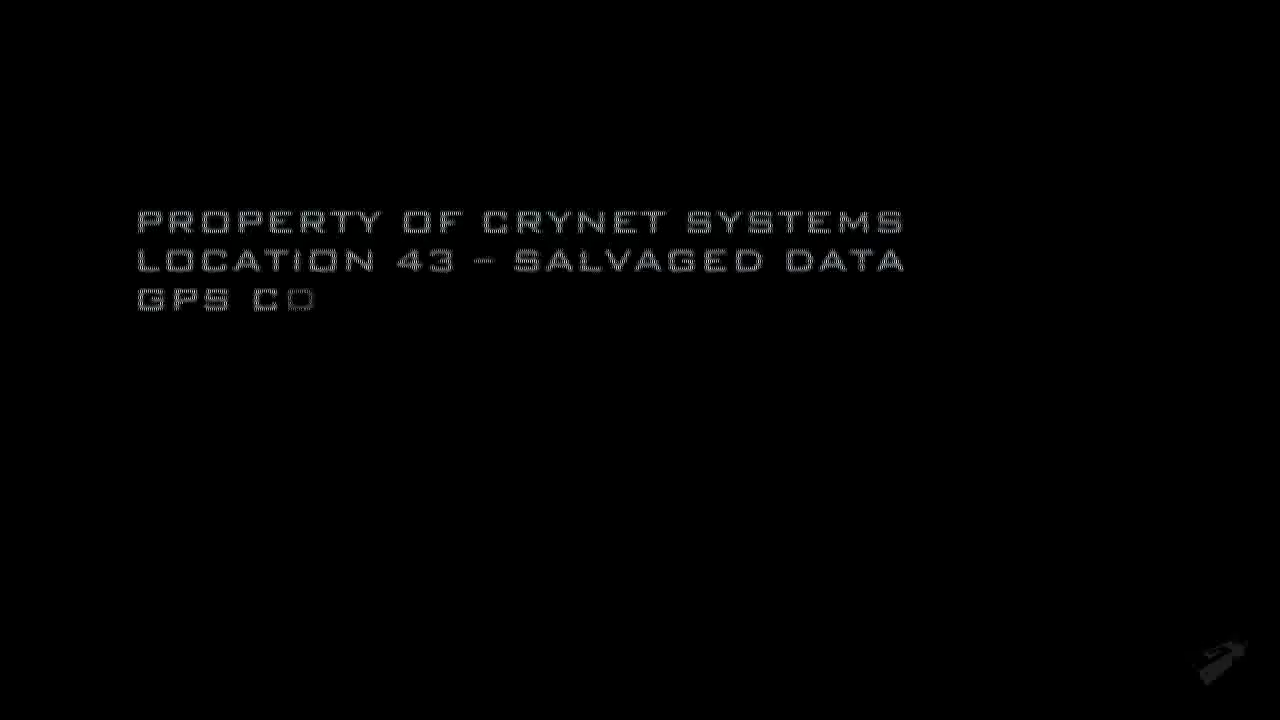 PROPERTY OF CRYNET SYSTEMS
LOCATION 43 - SALVAGED DATA
GPS CO